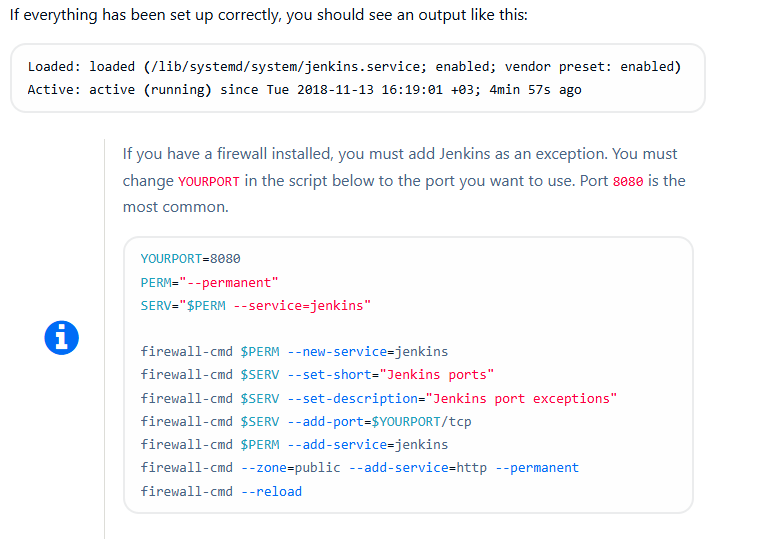 If everything has been set up correctly, you should see an output like this:
Loaded: loaded (/lib/systemd/system/jenkins.service; enabled; vendor preset: enabled)
Active: active (running) since Tue 2018-11-13 16:19:01 +03; 4min 57s ago
If you have a firewall installed, you must add Jenkins as an exception. You must
change YOURPORT in the script below to the port you want to use. Port 8080 is the
most common.
YOURPORT=8080
PERM="--permanent"
SERV="$PERM --service=jenkins"
firewall-cmd $PERM --new-service=jenkins
firewall-cmd $SERV --set-short="Jenkins ports"
firewall-cmd $SERV --set-description="Jenkins port exceptions"
firewall-cmd $SERV --add-port=$YOURPORT/tcp
firewall-cmd $PERM --add-service=jenkins
firewall-cmd --zone=public --add-service=http --permanent
firewall-cmd --reload